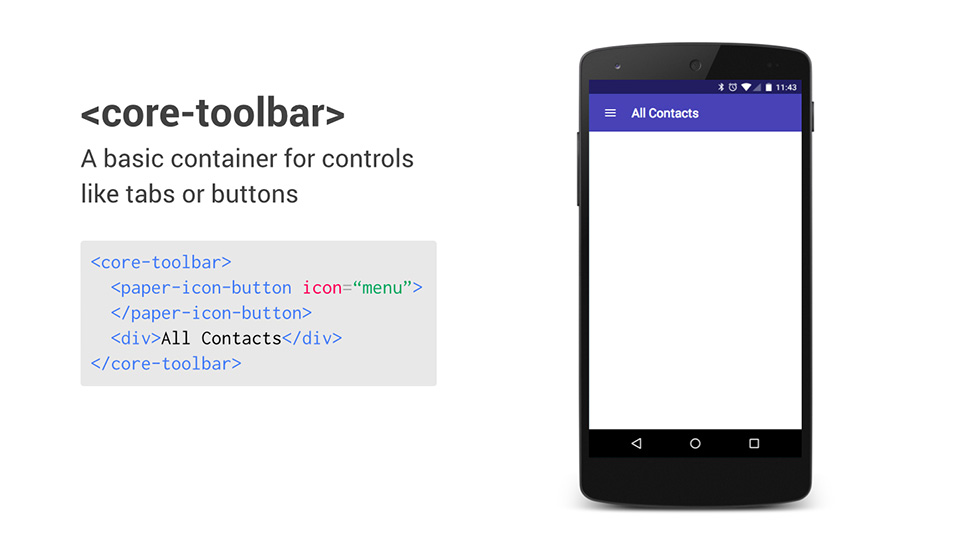 <core-toolbar>
A basic container for controls
like tabs or buttons
<core-toolbar>
  <paper-icon-button icon=“menu”>
  </paper-icon-button>
  <div>All Contacts</div>
</core-toolbar>
11:43
All Contacts